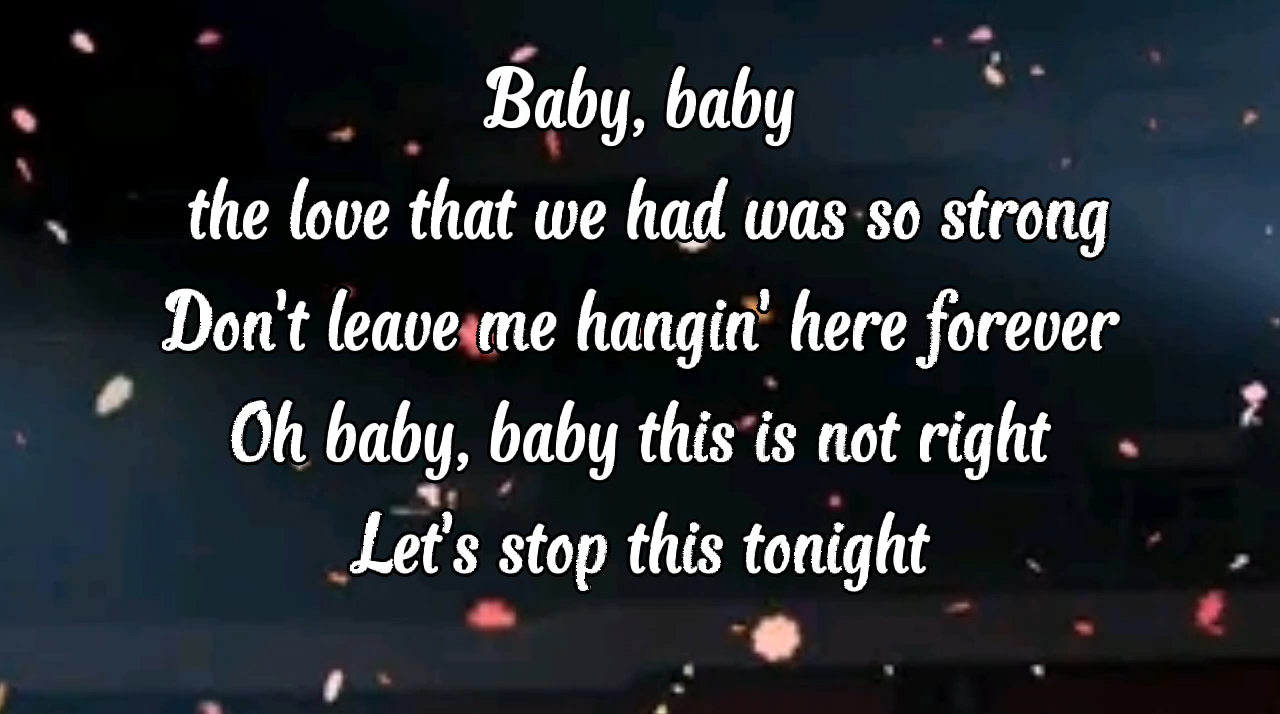 Baby, baby
the love that we had was so strong
Don't leave me hangin' here forever
Oh baby, baby this is not right
Let's stop this tonight